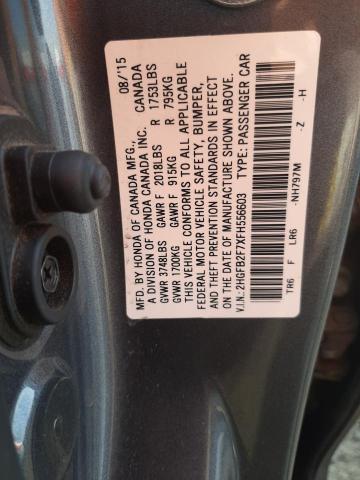 MFD. BY HONDA OF CANADA MFG., 08/'15
A DIVISION OF HONDA CANADA INC. CANADA
GVWR 3748LBS GAWR F 2018LBS R 1753LBS
GVWR 1700KG GAWR F 915KG R 795KG
THIS VEHICLE CONFORMS TO ALL APPLICABLE
FEDERAL MOTOR VEHICLE SAFETY, BUMPER,
AND THEFT PREVENTION STANDARDS IN EFFECT
ON THE DATE OF MANUFACTURE SHOWN ABOVE.
V.I.N.: 2HGFB2F7XFH556603 TYPE: PASSENGER CAR
TR6 F LR6 -NH797M -Z -H